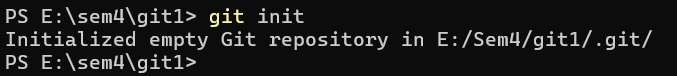 PS E:\sem4\git1> git init
Initialized empty Git repository in E:/Sem4/git1/.git/
PS E:\sem4\git1>